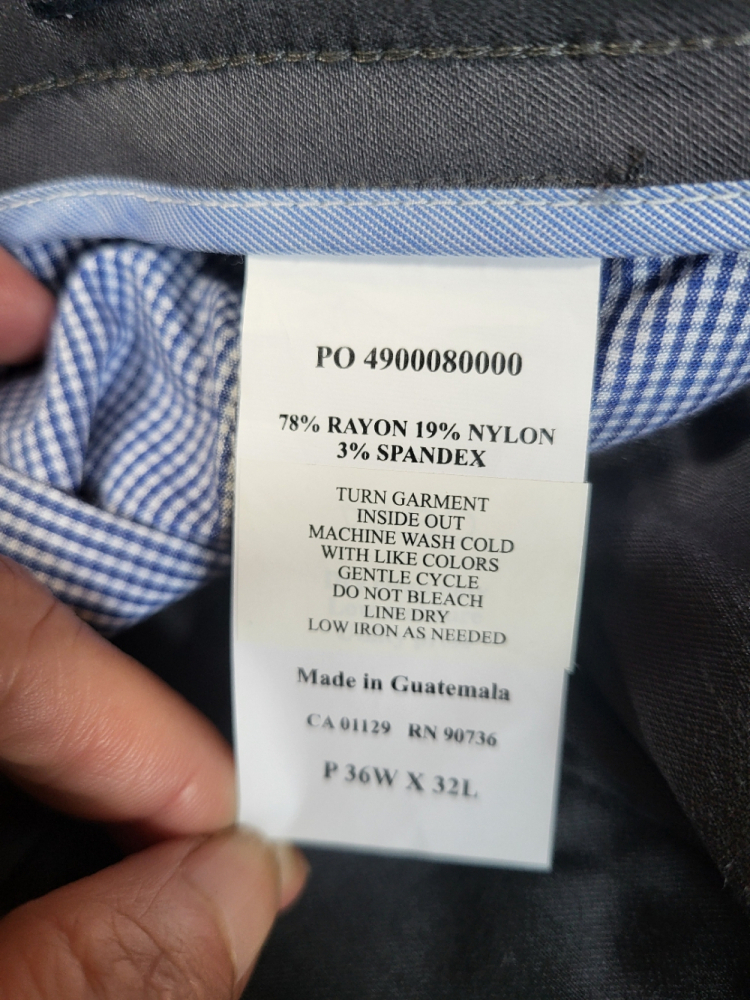 PO 4900080000
78% RAYON 19% NYLON
3% SPANDEX
TURN GARMENT
INSIDE OUT
MACHINE WASH COLD
WITH LIKE COLORS
GENTLE CYCLE
DO NOT BLEACH
LINE DRY
LOW IRON AS NEEDED
Made in Guatemala
CA 01129 RN 90736
P 36W X 32L